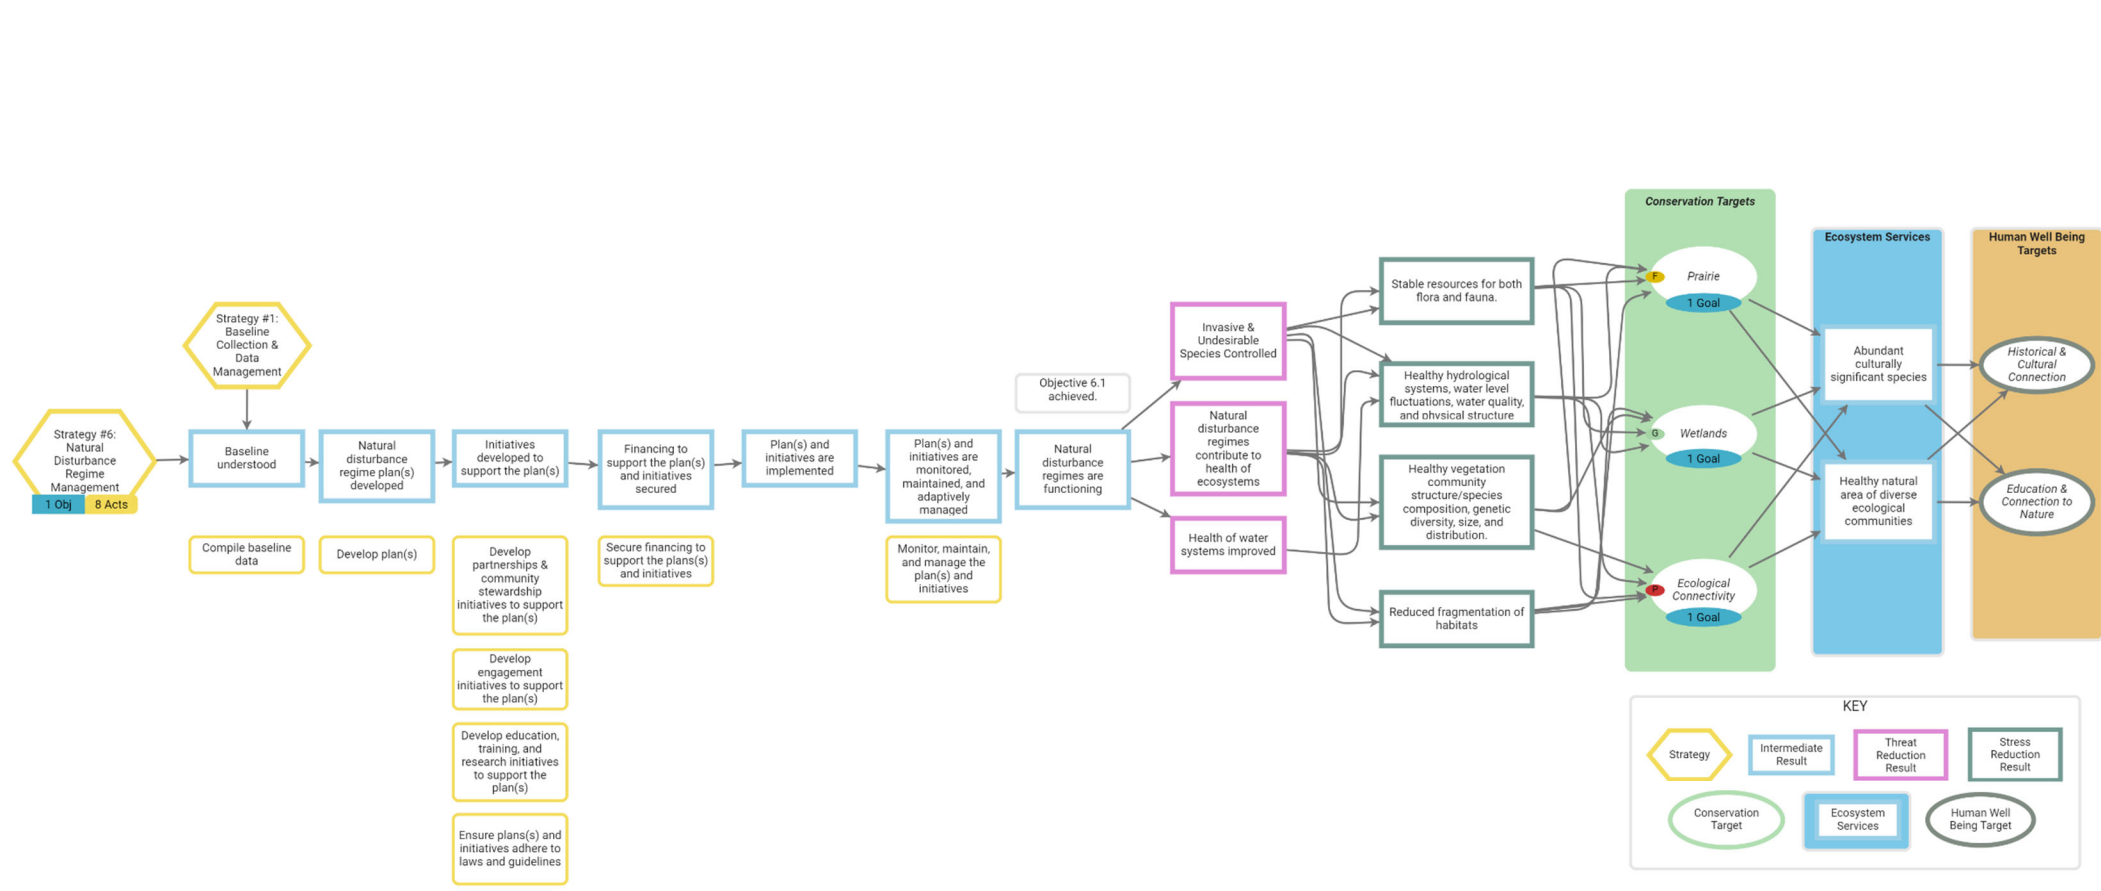 Strategy #1:
Baseline
Collection &
Data
Management
Strategy #6:
Natural
Disturbance
Regime
Management
1 Obj
8 Acts
Baseline
understood
Natural
disturbance
regime plan(s)
developed
Initiatives
developed to
support the plan(s)
Financing to
support the plan(s)
and initiatives
secured
Plan(s) and
initiatives are
implemented
Plan(s) and
initiatives are
monitored,
maintained, and
adaptively
managed
Objective 6.1
achieved.
Natural
disturbance
regimes are
functioning
Compile baseline
data
Develop plan(s)
Develop
partnerships &
community
stewardship
initiatives to support
the plan(s)
Develop
engagement
initiatives to support
the plan(s)
Develop education,
training, and
research initiatives
to support the
plan(s)
Ensure plans(s) and
initiatives adhere to
laws and guidelines
Secure financing to
support the plans(s)
and initiatives
Monitor, maintain,
and manage the
plan(s) and
initiatives
Invasive &
Undesirable
Species Controlled
Natural
disturbance
regimes
contribute to
health of
ecosystems
Health of water
systems improved
Stable resources for both
flora and fauna.
Healthy hydrological
systems, water level
fluctuations, water quality,
and physical structure
Healthy vegetation
community
structure/species
composition, genetic
diversity, size, and
distribution.
Reduced fragmentation of
habitats
Conservation Targets
F
Prairie
1 Goal
G
Wetlands
1 Goal
P
Ecological
Connectivity
1 Goal
Ecosystem Services
Abundant
culturally
significant species
Healthy natural
area of diverse
ecological
communities
Human Well Being
Targets
Historical &
Cultural
Connection
Education &
Connection to
Nature
KEY
Strategy
Intermediate
Result
Threat
Reduction
Result
Stress
Reduction
Result
Conservation
Target
Ecosystem
Services
Human Well
Being Target